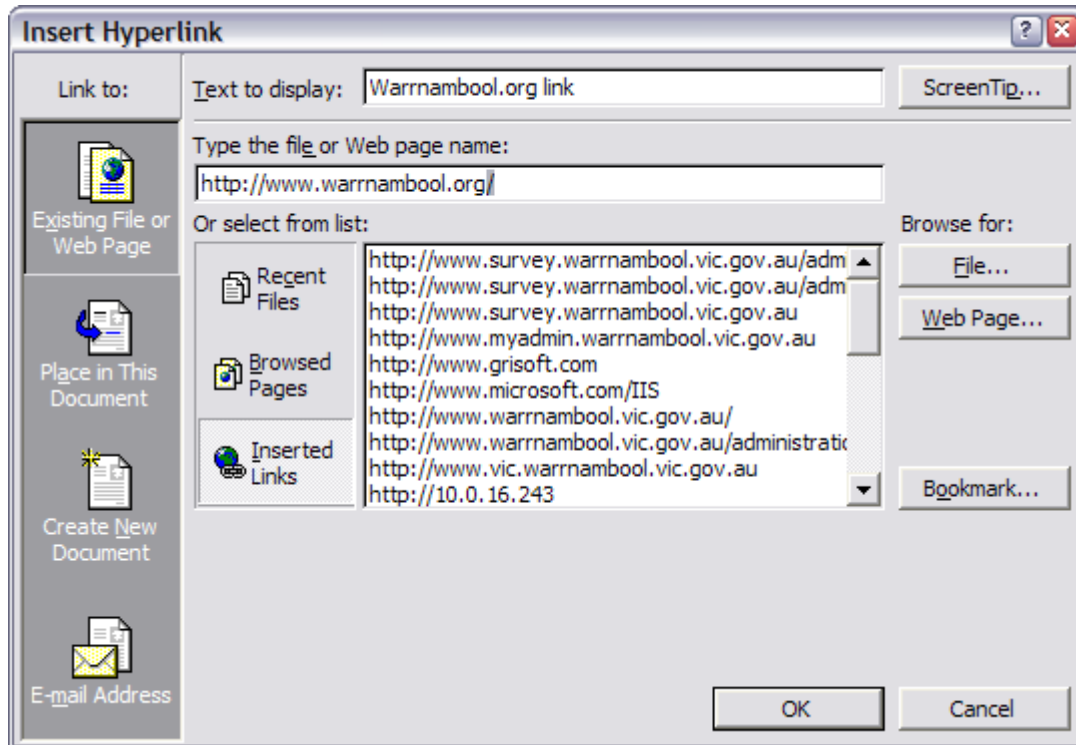 Insert Hyperlink
Link to:
Text to display:
Warrnambool.org link
ScreenTip...
Type the file or Web page name:
http://www.warrnambool.org/
Existing File or
Web Page
Or select from list:
Browse for:
Recent
Files
Browsed
Pages
Inserted
Links
http://www.survey.warrnambool.vic.gov.au/adm
http://www.survey.warrnambool.vic.gov.au/adm
http://www.survey.warrnambool.vic.gov.au
http://www.myadmin.warrnambool.vic.gov.au
http://www.grisoft.com
http://www.microsoft.com/IIS
http://www.warrnambool.vic.gov.au/
http://www.warrnambool.vic.gov.au/administratic
http://www.vic.warrnambool.vic.gov.au
http://10.0.16.243
File...
Web Page...
Bookmark...
Place in This
Document
Create New
Document
E-mail Address
OK
Cancel